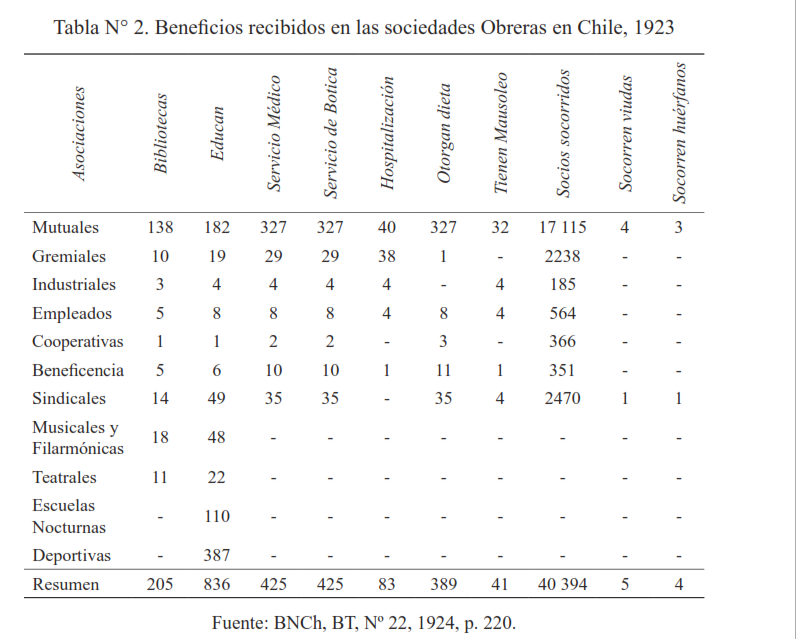 Tabla N° 2. Beneficios recibidos en las sociedades Obreras en Chile, 1923
Asociaciones Bibliotecas Educan Servicio Médico Servicio de Botica Hospitalización Otorgan dieta Tienen Mausoleo Socios socorridos Socorren viudas Socorren huérfanos
Mutuales 138 182 327 327 40 327 32 17 115 4 3
Gremiales 10 19 29 29 38 1 - 2238 - -
Industriales 3 4 4 4 4 - 4 185 - -
Empleados 5 8 8 8 4 8 4 564 - -
Cooperativas 1 1 2 2 - 3 - 366 - -
Beneficencia 5 6 10 10 1 11 1 351 - -
Sindicales 14 49 35 35 - 35 4 2470 1 1
Musicales y
Filarmónicas 18 48 - - - - - - - -
Teatrales 11 22 - - - - - - - -
Escuelas
Nocturnas - 110 - - - - - - - -
Deportivas - 387 - - - - - - - -
Resumen 205 836 425 425 83 389 41 40 394 5 4
Fuente: BNCh, BT, Nº 22, 1924, p. 220.